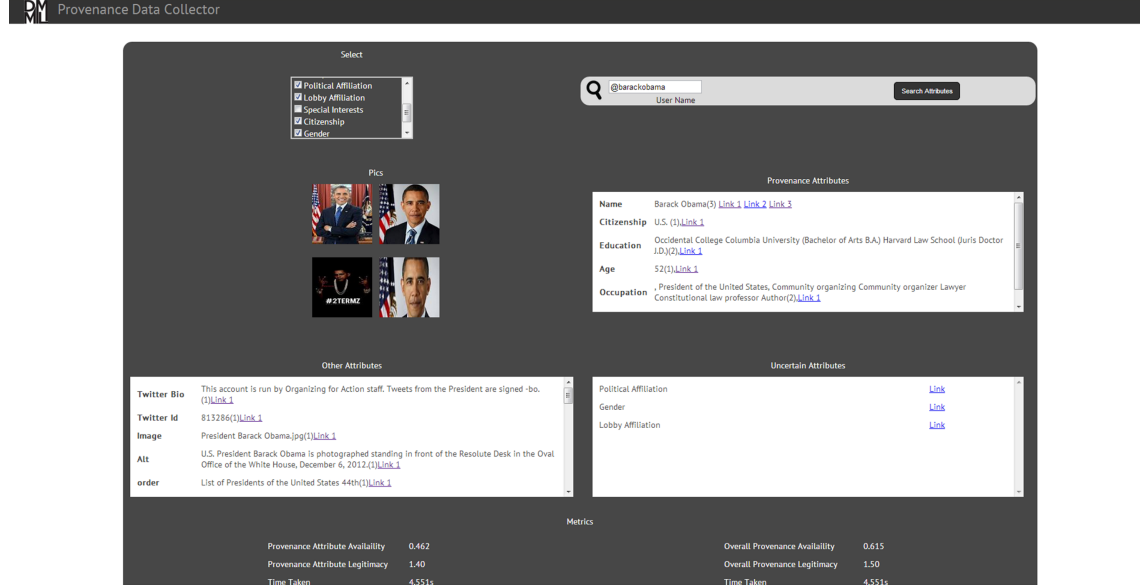 DM
ML
Provenance Data Collector
Select
Political Affiliation
Lobby Affiliation
Special Interests
Citizenship
Gender
@barackobama
User Name
Search Attributes
Pics
#2TERMZ
Provenance Attributes
Name Barack Obama(3) Link 1 Link 2 Link 3
Citizenship U.S. (1),Link 1
Education Occidental College Columbia University (Bachelor of Arts B.A.) Harvard Law School (Juris Doctor
J.D.)(2),Link 1
Age 52(1),Link 1
Occupation , President of the United States, Community organizing Community organizer Lawyer
Constitutional law professor Author(2),Link 1
Other Attributes
Twitter Bio This account is run by Organizing for Action staff. Tweets from the President are signed -bo.
(1)Link 1
Twitter Id 813286(1)Link 1
Image President Barack Obama.jpg(1)Link 1
Alt U.S. President Barack Obama is photographed standing in front of the Resolute Desk in the Oval
Office of the White House, December 6, 2012.(1)Link 1
order List of Presidents of the United States 44th(1)Link 1
Uncertain Attributes
Political Affiliation Link
Gender Link
Lobby Affiliation Link
Metrics
Provenance Attribute Availaility 0.462
Provenance Attribute Legitimacy 1.40
Time Taken 4.551s
Overall Provenance Availaility 0.615
Overall Provenance Legitimacy 1.50
Time Taken 4.551s